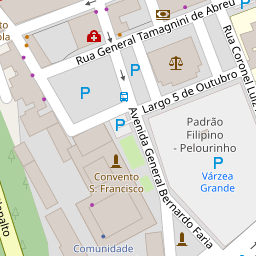 Rua General Tamagnini de Abreu
Largo 5 de Outubro
Rua Coronel Luiz
P
P
Avenida General Bernardo Faria
Padrão
Filipino
- Pelourinho
P
Várzea
Grande
Convento
S. Francisco
Comunidade